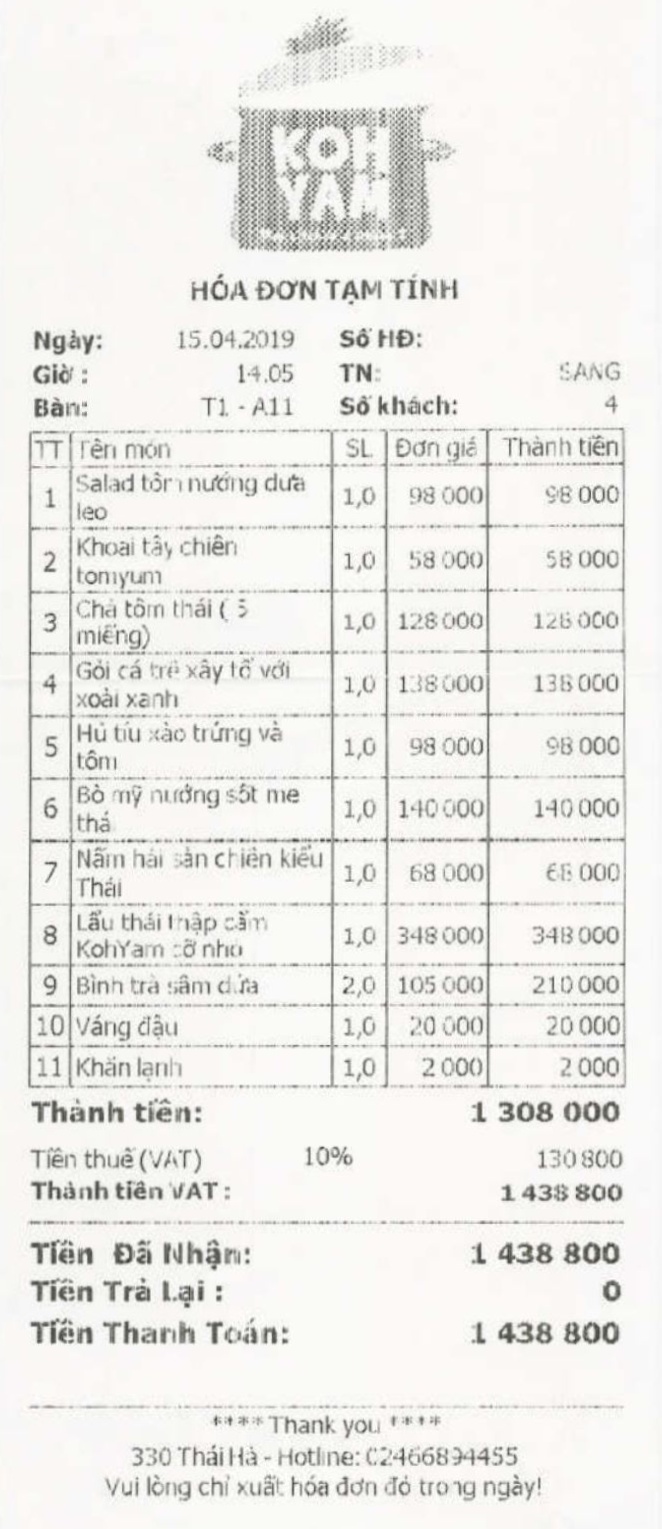 KOH
YAM
HÓA ĐƠN TẠM TÍNH
Ngày: 15.04.2019 Số HĐ:
Giờ : 14.05 TN: SANG
Bàn: T1 - A11 Số khách: 4
TT Tên món SL Đơn giá Thành tiền
1 Salad tôm nướng dưa leo 1,0 98 000 98 000
2 Khoai tây chiên tomyum 1,0 58 000 58 000
3 Chả tôm thái ( 5 miếng) 1,0 128 000 128 000
4 Gỏi cá trê xây tổ với xoài xanh 1,0 138 000 138 000
5 Hủ tíu xào trứng và tôm 1,0 98 000 98 000
6 Bò mỹ nướng sốt me thá 1,0 140 000 140 000
7 Nấm hải sản chiên kiểu Thái 1,0 68 000 68 000
8 Lẩu thái thập cẩm KohYam cỡ nhỏ 1,0 348 000 348 000
9 Bình trà sâm dứa 2,0 105 000 210 000
10 Váng đậu 1,0 20 000 20 000
11 Khăn lạnh 1,0 2 000 2 000
Thành tiền: 1 308 000
Tiền thuế (VAT) 10% 130 800
Thành tiền VAT : 1 438 800
Tiền Đã Nhận: 1 438 800
Tiền Trả Lại : 0
Tiền Thanh Toán: 1 438 800
**** Thank you ****
330 Thái Hà - Hotline: 02466894455
Vui lòng chỉ xuất hóa đơn đỏ trong ngày!